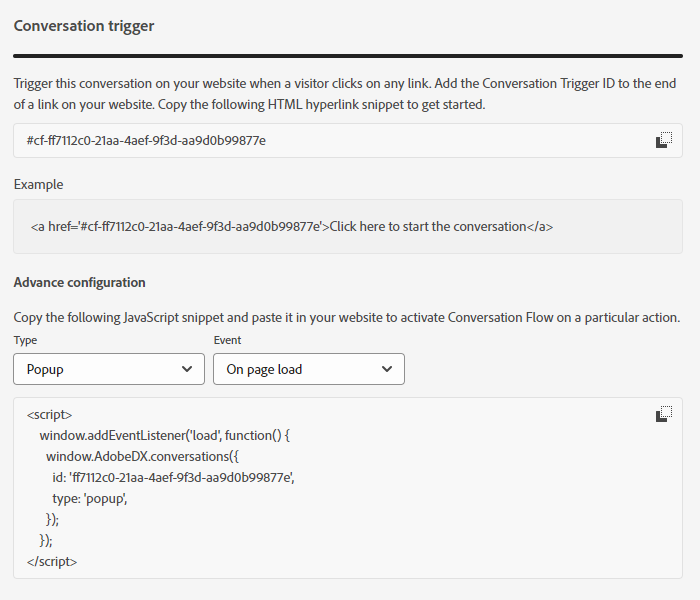 Conversation trigger
Trigger this conversation on your website when a visitor clicks on any link. Add the Conversation Trigger ID to the end
of a link on your website. Copy the following HTML hyperlink snippet to get started.
#cf-ff7112c0-21aa-4aef-9f3d-aa9d0b99877e
Example
<a href='#cf-ff7112c0-21aa-4aef-9f3d-aa9d0b99877e'>Click here to start the conversation</a>
Advance configuration
Copy the following JavaScript snippet and paste it in your website to activate Conversation Flow on a particular action.
Type Event
Popup On page load
<script>
window.addEventListener('load', function() {
window.AdobeDX.conversations({
id: 'ff7112c0-21aa-4aef-9f3d-aa9d0b99877e',
type: 'popup',
});
});
</script>